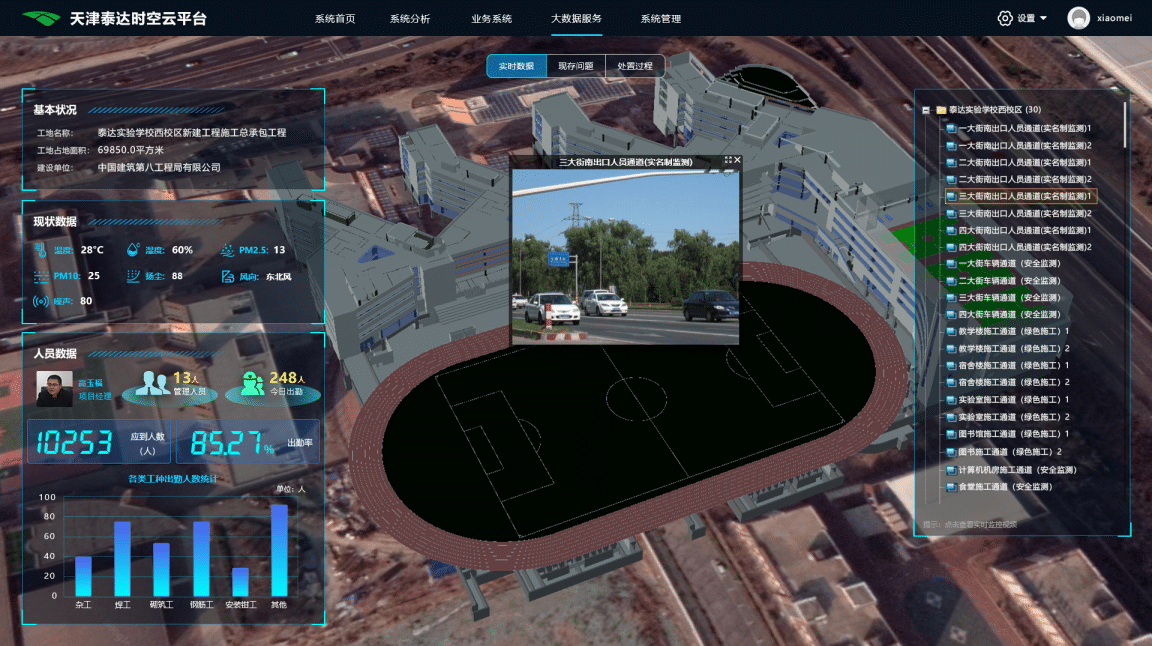 天津泰达时空云平台
系统首页 系统分析 业务系统 大数据服务 系统管理
设置 xiaomei
实时数据 现存问题 处置过程
基本状况
工地名称: 泰达实验学校西校区新建工程施工总承包工程
工地占地面积: 69850.0平方米
建设单位: 中国建筑第八工程局有限公司
现状数据
温度: 28°C 湿度: 60% PM2.5: 13
PM10: 25 扬尘: 88 风向: 东北风
噪声: 80
人员数据
高玉福
项目经理
13人
管理人员
248人
今日出勤
10253 应到人数
(人)
85.27% 出勤率
各类工种出勤人数统计
单位: 人
100
80
60
40
20
0
杂工 焊工 砌筑工 钢筋工 安装钳工 其他
三大街南出口人员通道(实名制监测)
泰达实验学校西校区 (30)
一大街南出口人员通道(实名制监测)1
一大街南出口人员通道(实名制监测)2
二大街南出口人员通道(实名制监测)1
二大街南出口人员通道(实名制监测)2
三大街南出口人员通道(实名制监测)1
三大街南出口人员通道(实名制监测)2
四大街南出口人员通道(实名制监测)1
四大街南出口人员通道(实名制监测)2
一大街车辆通道（安全监测）
二大街车辆通道（安全监测）
三大街车辆通道（安全监测）
四大街车辆通道（安全监测）
教学楼施工通道（绿色施工）1
教学楼施工通道（绿色施工）2
宿舍楼施工通道（绿色施工）1
宿舍楼施工通道（绿色施工）2
实验室施工通道（绿色施工）1
实验室施工通道（绿色施工）2
图书馆施工通道（绿色施工）1
图书施工通道（绿色施工）2
计算机机房施工通道（安全监测）
食堂施工通道（安全监测）
提示: 点击查看实时监控视频